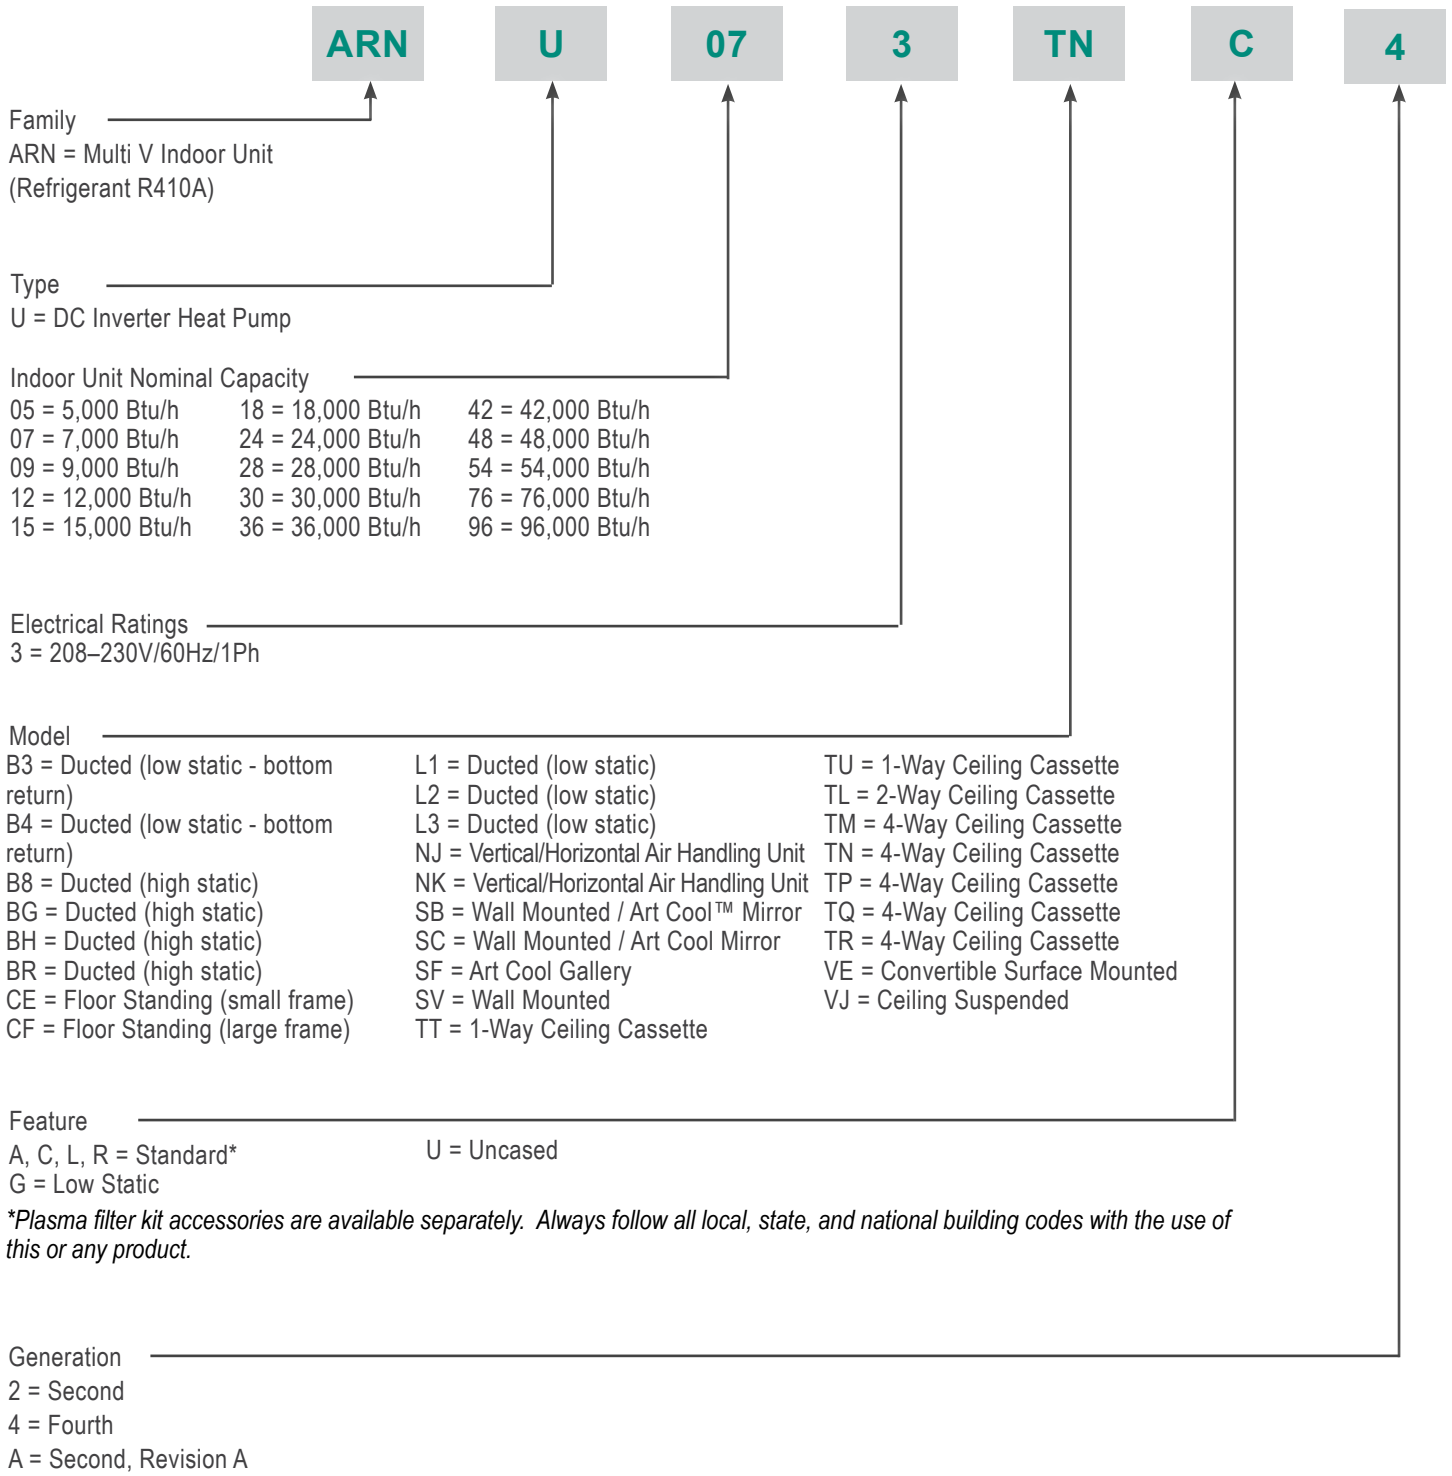 ARN U 07 3 TN C 4
Family
ARN = Multi V Indoor Unit
(Refrigerant R410A)
Type
U = DC Inverter Heat Pump
Indoor Unit Nominal Capacity
05 = 5,000 Btu/h 18 = 18,000 Btu/h 42 = 42,000 Btu/h
07 = 7,000 Btu/h 24 = 24,000 Btu/h 48 = 48,000 Btu/h
09 = 9,000 Btu/h 28 = 28,000 Btu/h 54 = 54,000 Btu/h
12 = 12,000 Btu/h 30 = 30,000 Btu/h 76 = 76,000 Btu/h
15 = 15,000 Btu/h 36 = 36,000 Btu/h 96 = 96,000 Btu/h
Electrical Ratings
3 = 208–230V/60Hz/1Ph
Model
B3 = Ducted (low static - bottom
return)
B4 = Ducted (low static - bottom
return)
B8 = Ducted (high static)
BG = Ducted (high static)
BH = Ducted (high static)
BR = Ducted (high static)
CE = Floor Standing (small frame)
CF = Floor Standing (large frame)
L1 = Ducted (low static)
L2 = Ducted (low static)
L3 = Ducted (low static)
NJ = Vertical/Horizontal Air Handling Unit
NK = Vertical/Horizontal Air Handling Unit
SB = Wall Mounted / Art Cool™ Mirror
SC = Wall Mounted / Art Cool Mirror
SF = Art Cool Gallery
SV = Wall Mounted
TT = 1-Way Ceiling Cassette
TU = 1-Way Ceiling Cassette
TL = 2-Way Ceiling Cassette
TM = 4-Way Ceiling Cassette
TN = 4-Way Ceiling Cassette
TP = 4-Way Ceiling Cassette
TQ = 4-Way Ceiling Cassette
TR = 4-Way Ceiling Cassette
VE = Convertible Surface Mounted
VJ = Ceiling Suspended
Feature
A, C, L, R = Standard*
G = Low Static
U = Uncased
*Plasma filter kit accessories are available separately.  Always follow all local, state, and national building codes with the use of
this or any product.
Generation
2 = Second
4 = Fourth
A = Second, Revision A